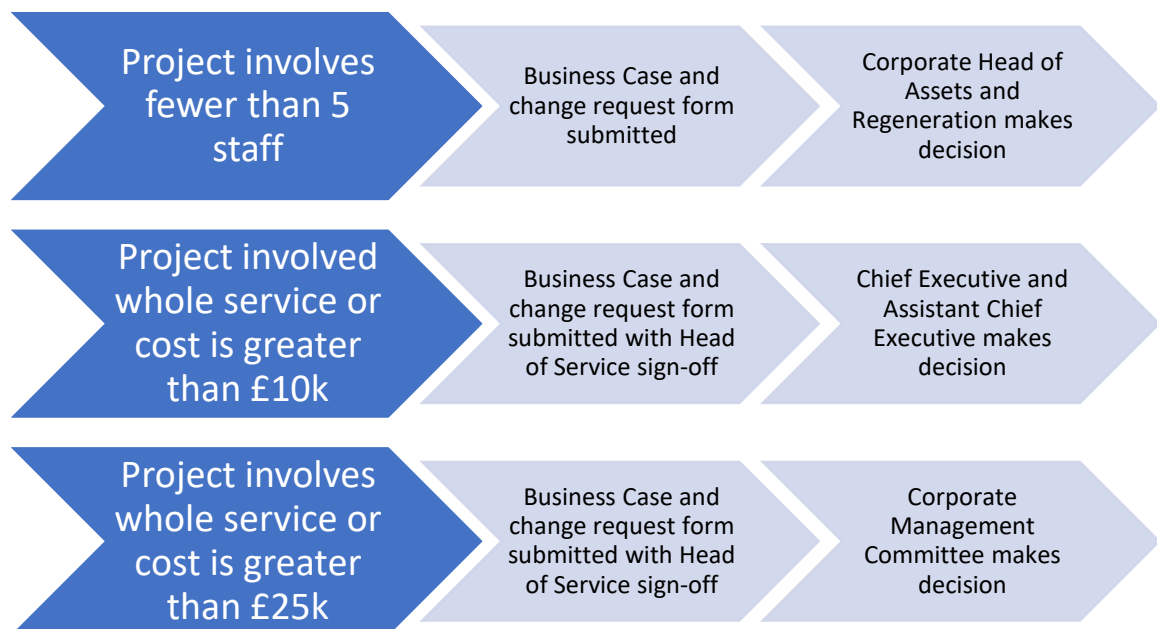 Project involves
fewer than 5
staff
Business Case and
change request form
submitted
Corporate Head of
Assets and
Regeneration makes
decision
Project involved
whole service or
cost is greater
than £10k
Business Case and
change request form
submitted with Head
of Service sign-off
Chief Executive and
Assistant Chief
Executive makes
decision
Project involves
whole service or
cost is greater
than £25k
Business Case and
change request form
submitted with Head
of Service sign-off
Corporate
Management
Committee makes
decision